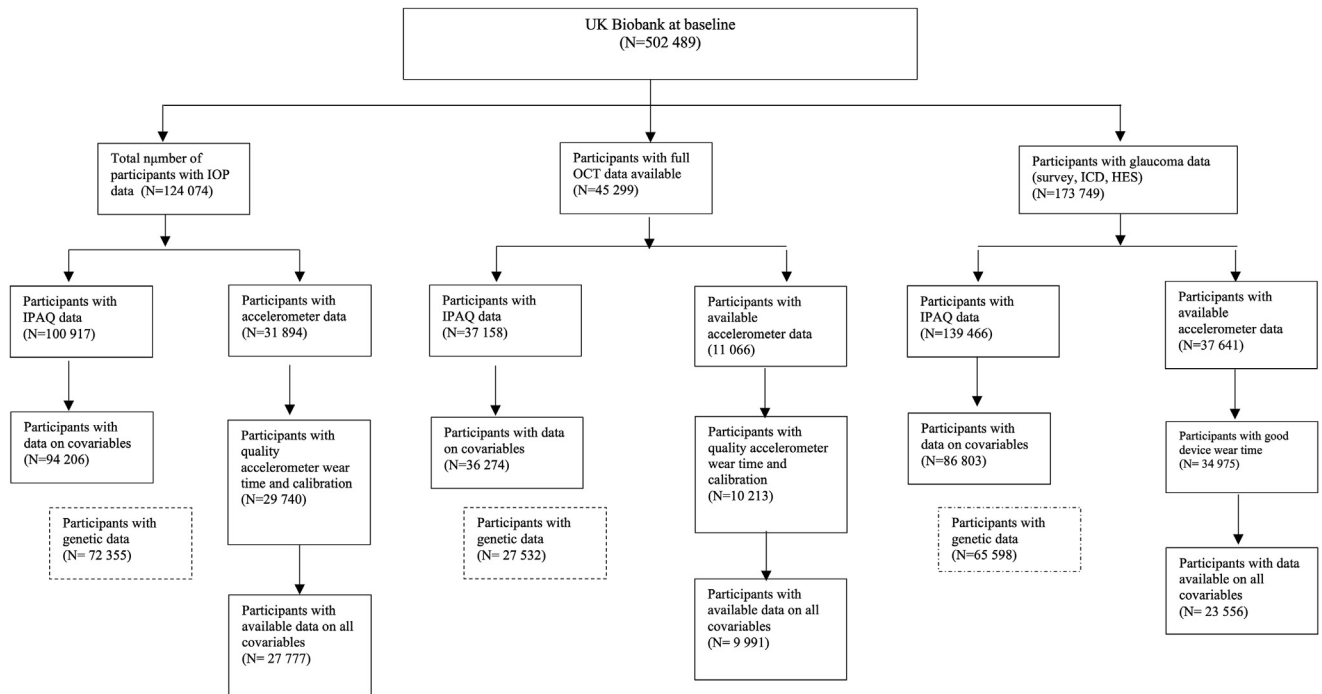 UK Biobank at baseline
(N=502 489)
Total nμmber of
participants with IOP
data (N=124 074)
Participants with full
OCT data available
(N=45 299)
Participants with glaucoma data
(survey, ICD, HES)
(N=173 749)
Participants with
IPAQ data
(N=100 917)
Participants with
accelerometer data
(N=31 894)
Participants with
IPAQ data
(N=37 158)
Participants with
available
accelerometer data
(11 066)
Participants with
IPAQ data
(N=139 466)
Participants with
available
accelerometer data
(N=37 641)
Participants with
data on covariables
(N=94 206)
Participants with
quality
accelerometer wear
time and calibration
(N=29 740)
Participants with data
on covariables
(N=36 274)
Participants with
quality accelerometer
wear time and
calibration
(N=10 213)
Participants with
data on covariables
(N=86 803)
Participants with good
device wear time
(N= 34 975)
Participants with
genetic data
(N= 72 355)
Participants with
genetic data
(N= 27 532)
Participants with
genetic data
(N=65 598)
Participants with
available data on all
covariables
(N= 27 777)
Participants with
available data on all
covariables
(N= 9 991)
Participants with data
available on all
covariables
(N= 23 556)